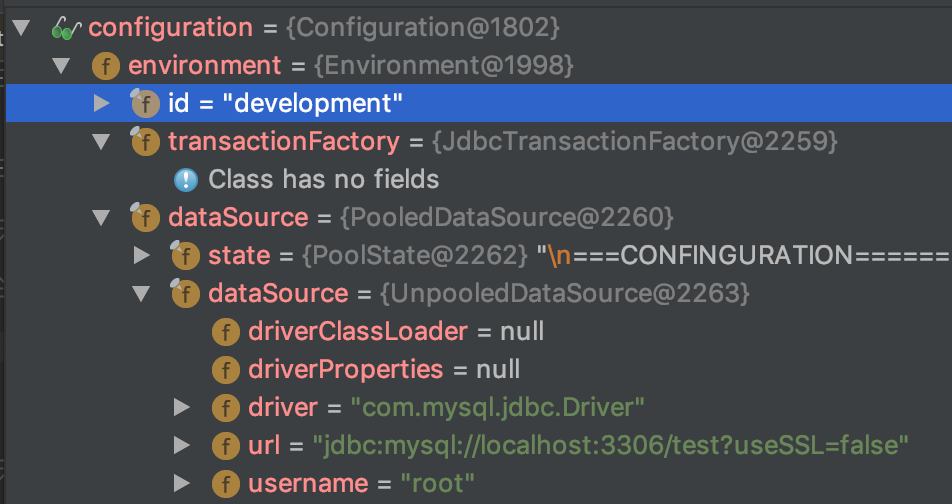 configuration = {Configuration@1802}
environment = {Environment@1998}
id = "development"
transactionFactory = {JdbcTransactionFactory@2259}
Class has no fields
dataSource = {PooledDataSource@2260}
state = {PoolState@2262} "\n===CONFINGURATION======
dataSource = {UnpooledDataSource@2263}
driverClassLoader = null
driverProperties = null
driver = "com.mysql.jdbc.Driver"
url = "jdbc:mysql://localhost:3306/test?useSSL=false"
username = "root"